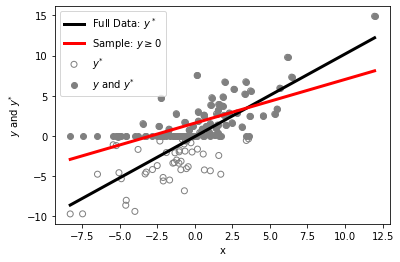 Full Data: y*
Sample: y ≥ 0
y*
y and y*
15
10
5
0
−5
−10
y and y*
−7.5
−5.0
−2.5
0.0
2.5
5.0
7.5
10.0
12.5
x